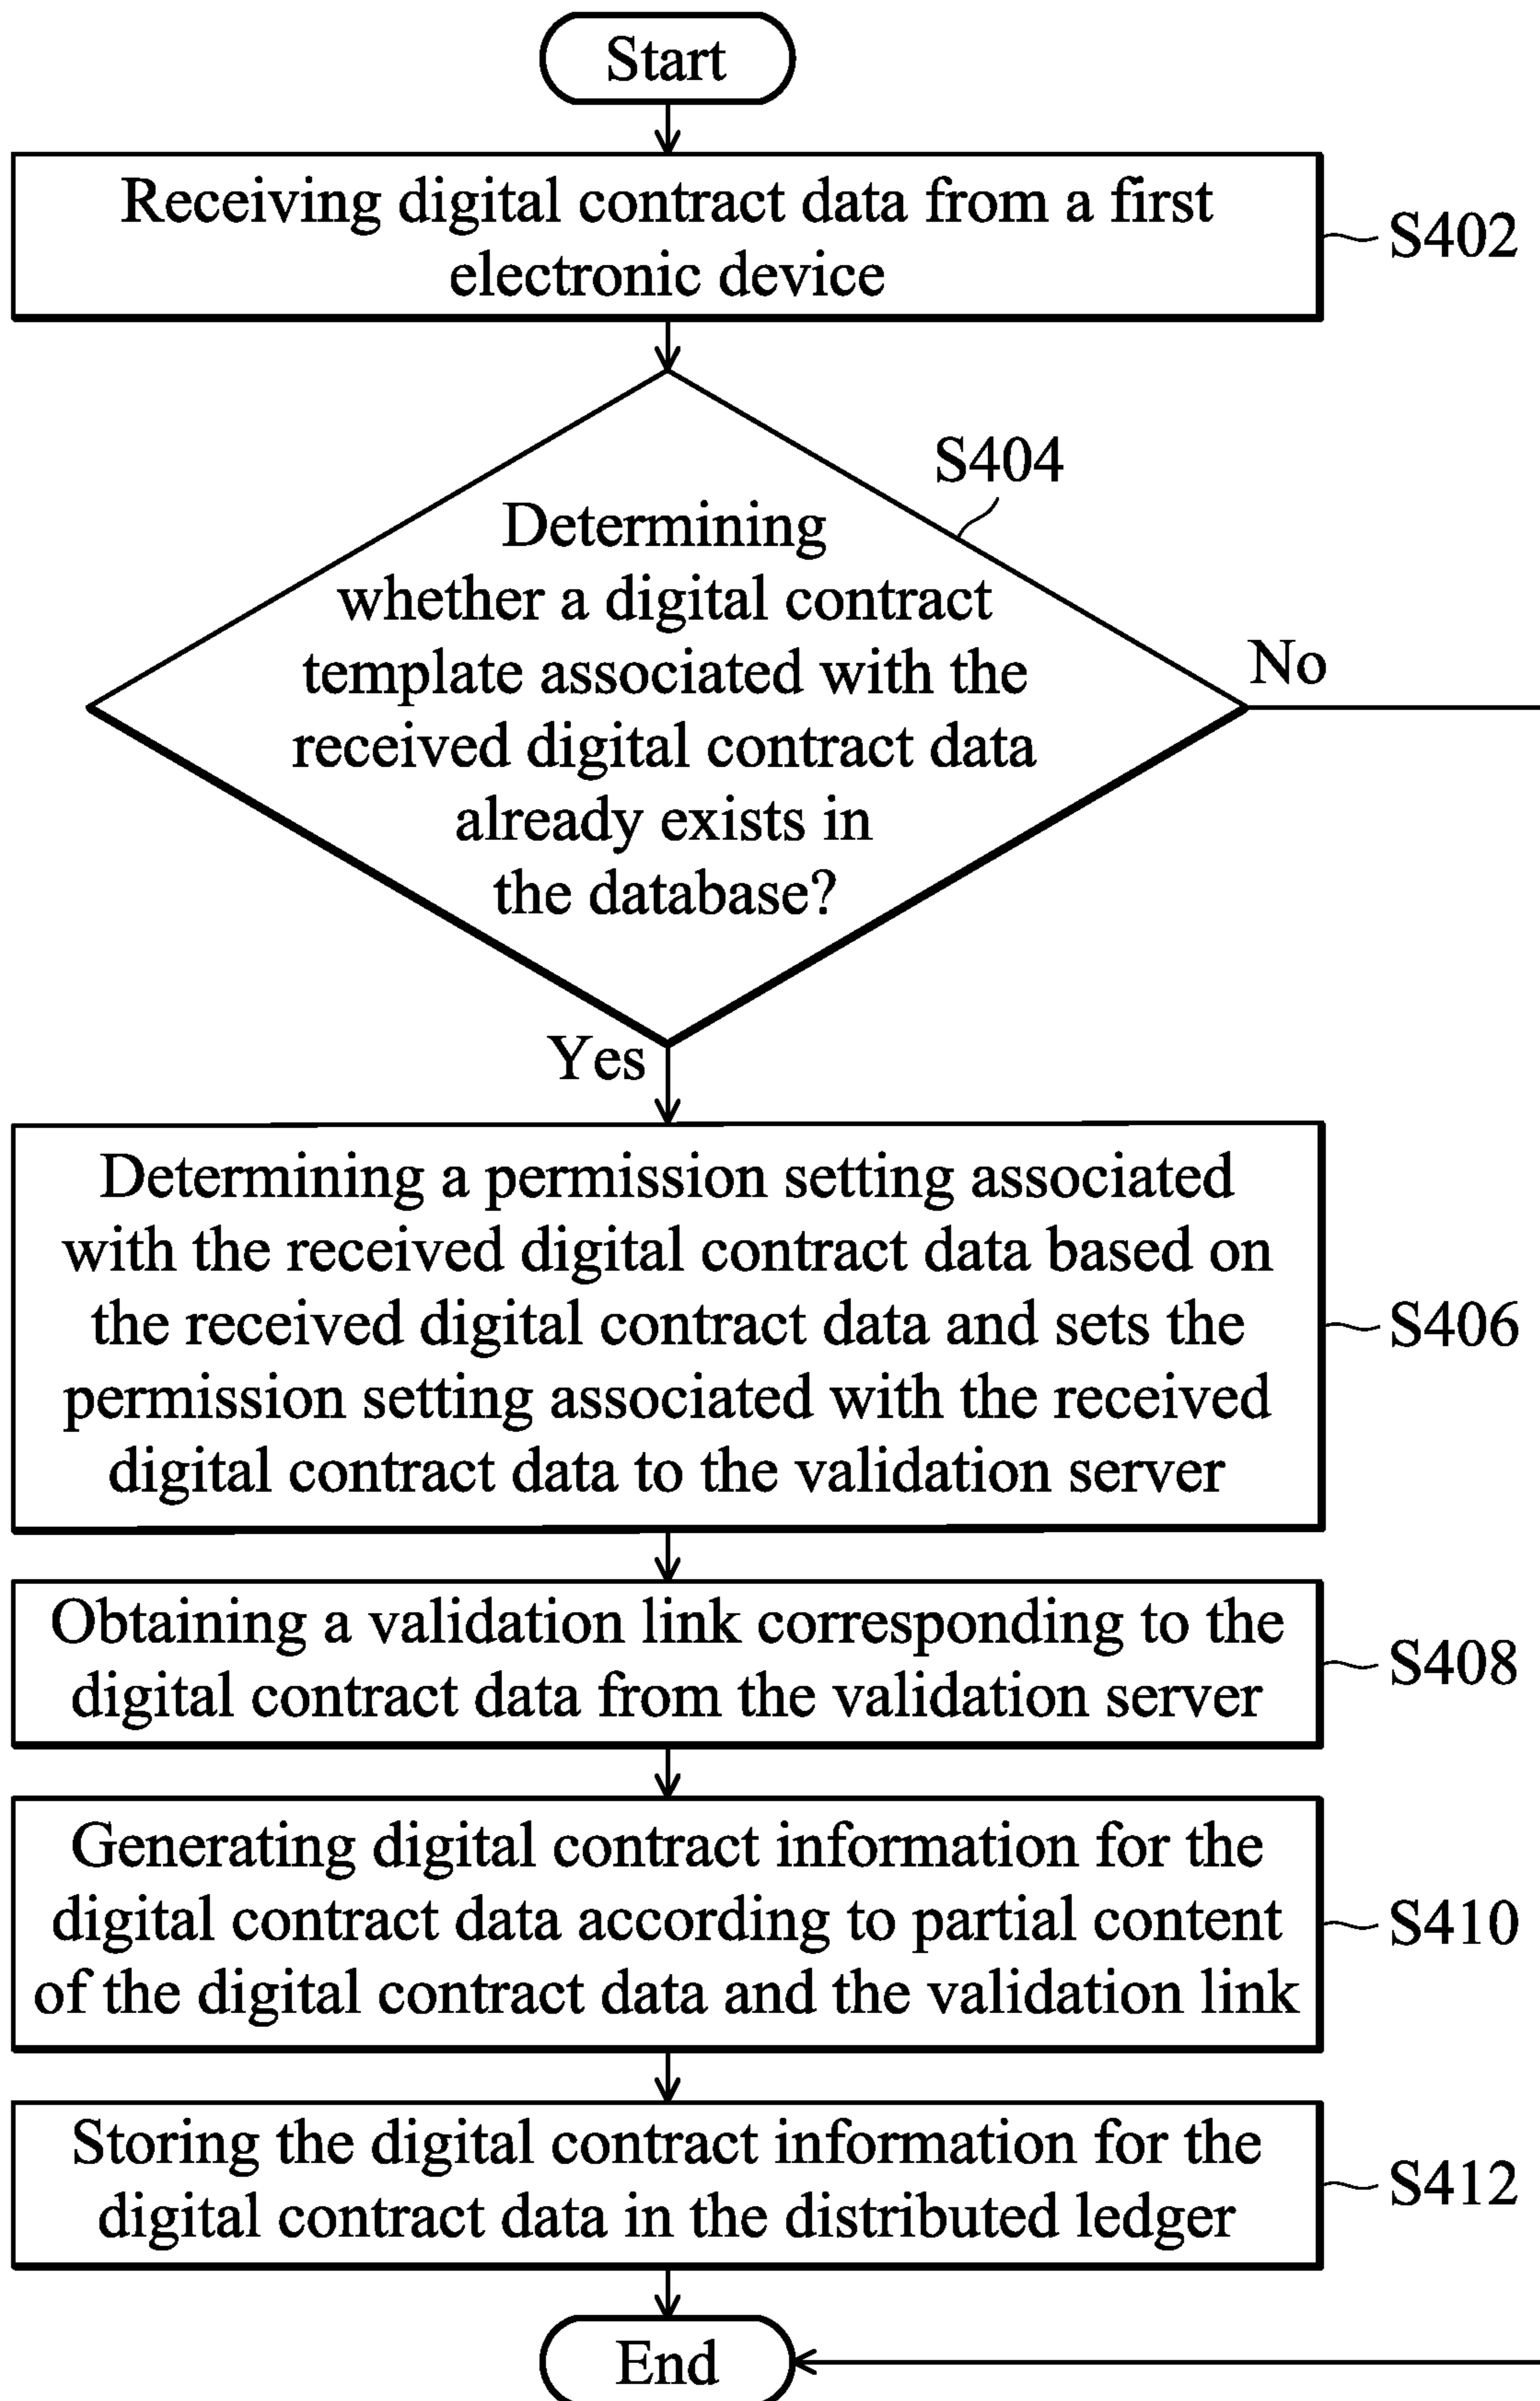 Start
Receiving digital contract data from a first
electronic device
S402
S404
Determining
whether a digital contract
template associated with the
received digital contract data
already exists in
the database?
No
Yes
Determining a permission setting associated
with the received digital contract data based on
the received digital contract data and sets the
permission setting associated with the received
digital contract data to the validation server
S406
Obtaining a validation link corresponding to the
digital contract data from the validation server
S408
Generating digital contract information for the
digital contract data according to partial content
of the digital contract data and the validation link
S410
Storing the digital contract information for the
digital contract data in the distributed ledger
S412
End